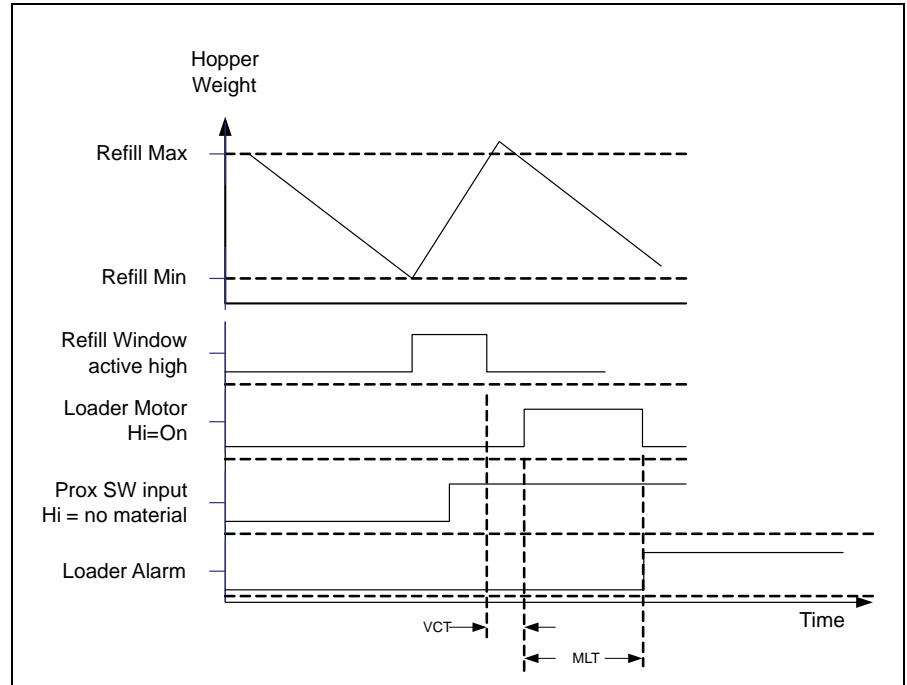 Hopper
Weight
Refill Max
Refill Min
Refill Window
active high
Loader Motor
Hi=On
Prox SW input
Hi = no material
Loader Alarm
Time
VCT
MLT